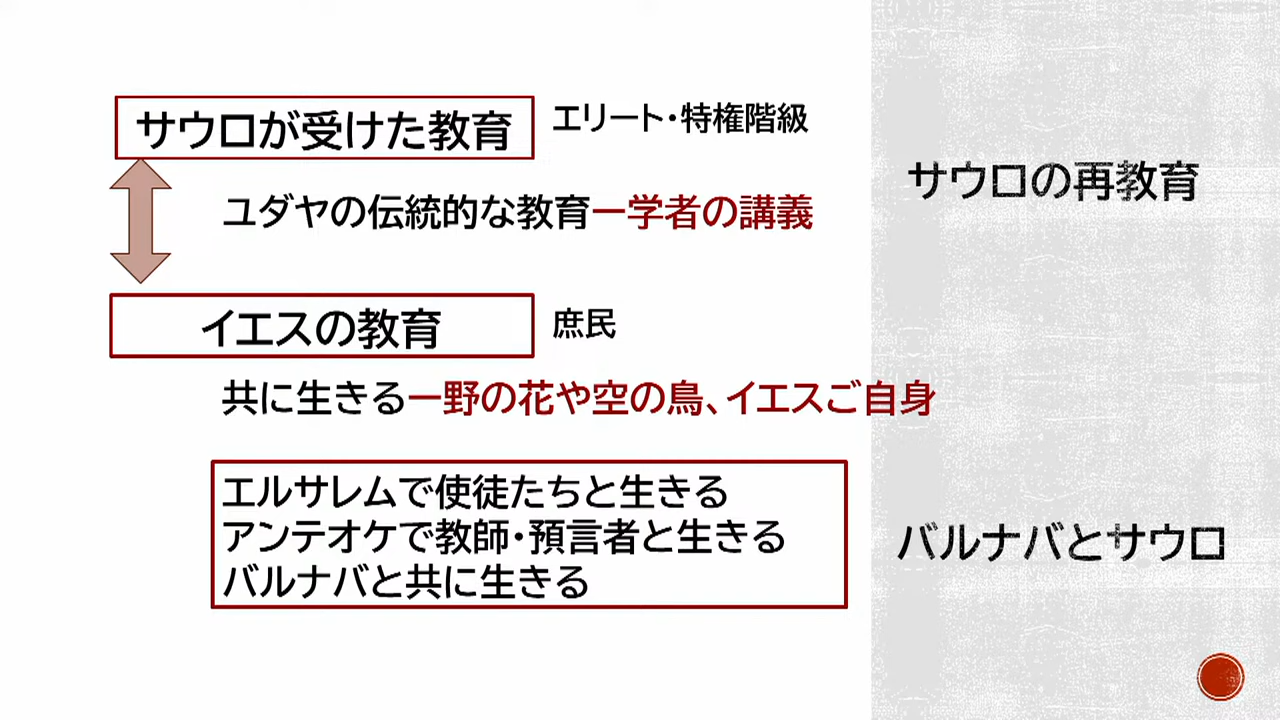 サウロが受けた教育
エリート・特権階級
サウロの再教育
ユダヤの伝統的な教育ー学者の講義
イエスの教育
庶民
共に生きるー野の花や空の鳥、イエスご自身
エルサレムで使徒たちと生きる
アンテオケで教師・預言者と生きる
バルナバと共に生きる
バルナバとサウロ